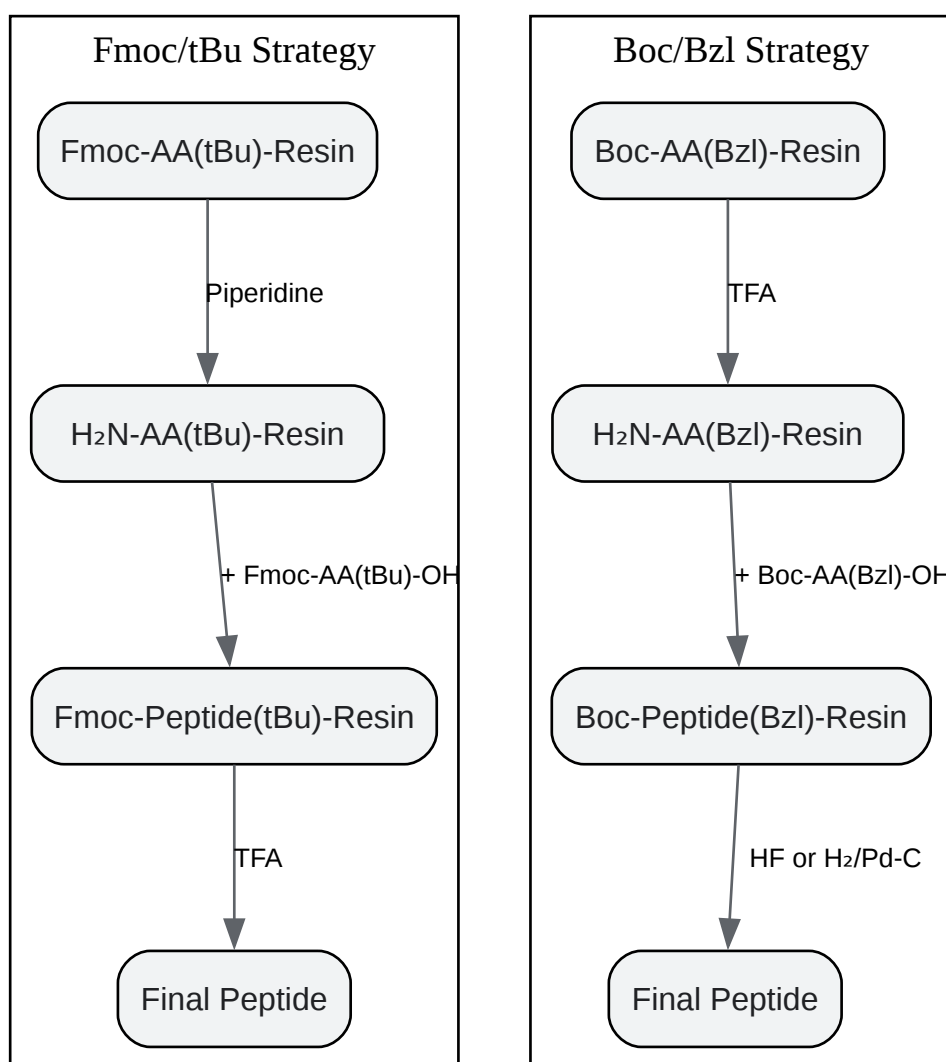 Fmoc/tBu Strategy
Fmoc-AA(tBu)-Resin
Piperidine
H₂N-AA(tBu)-Resin
+ Fmoc-AA(tBu)-OH
Fmoc-Peptide(tBu)-Resin
TFA
Final Peptide
Boc/Bzl Strategy
Boc-AA(Bzl)-Resin
TFA
H₂N-AA(Bzl)-Resin
+ Boc-AA(Bzl)-OH
Boc-Peptide(Bzl)-Resin
HF or H₂/Pd-C
Final Peptide